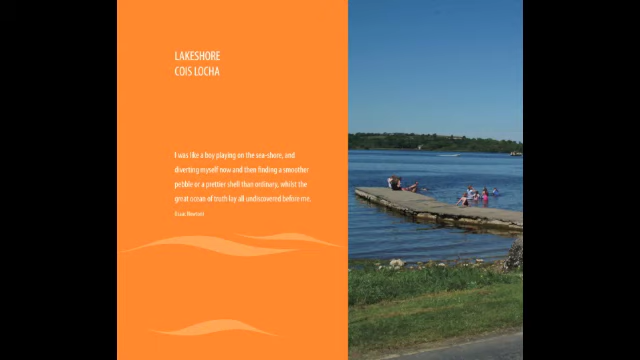 LAKESHORE
COIS LOCHA
I was like a boy playing on the sea-shore, and
diverting myself now and then finding a smoother
pebble or a prettier shell than ordinary, whilst the
great ocean of truth lay all undiscovered before me.
Isaac Newton